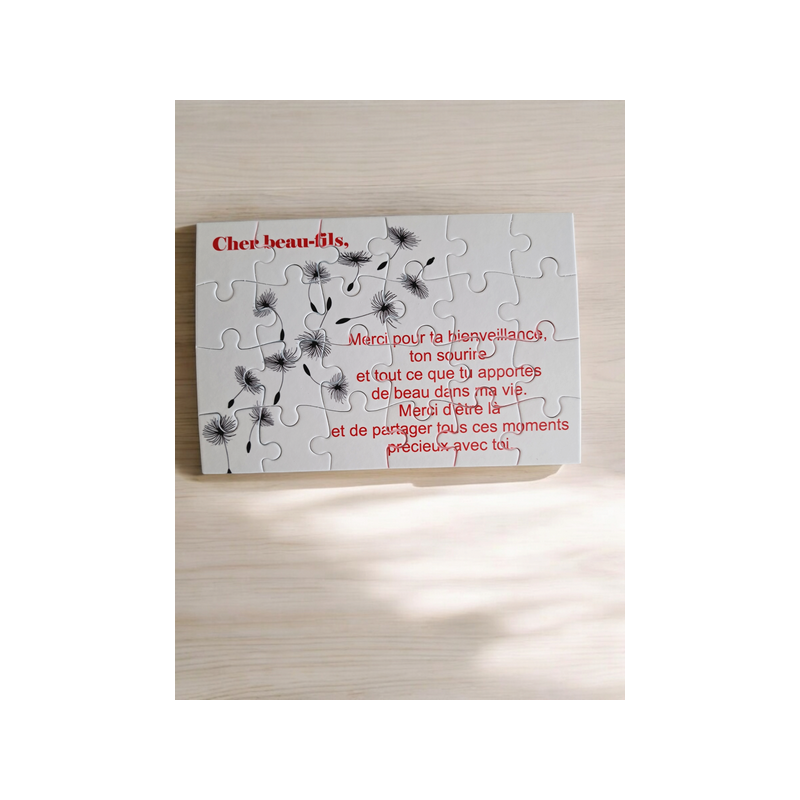 Cher beau-fils,
Merci pour ta bienveillance,
ton sourire
et tout ce que tu apportes
de beau dans ma vie.
Merci d'être là
et de partager tous ces moments
précieux avec toi